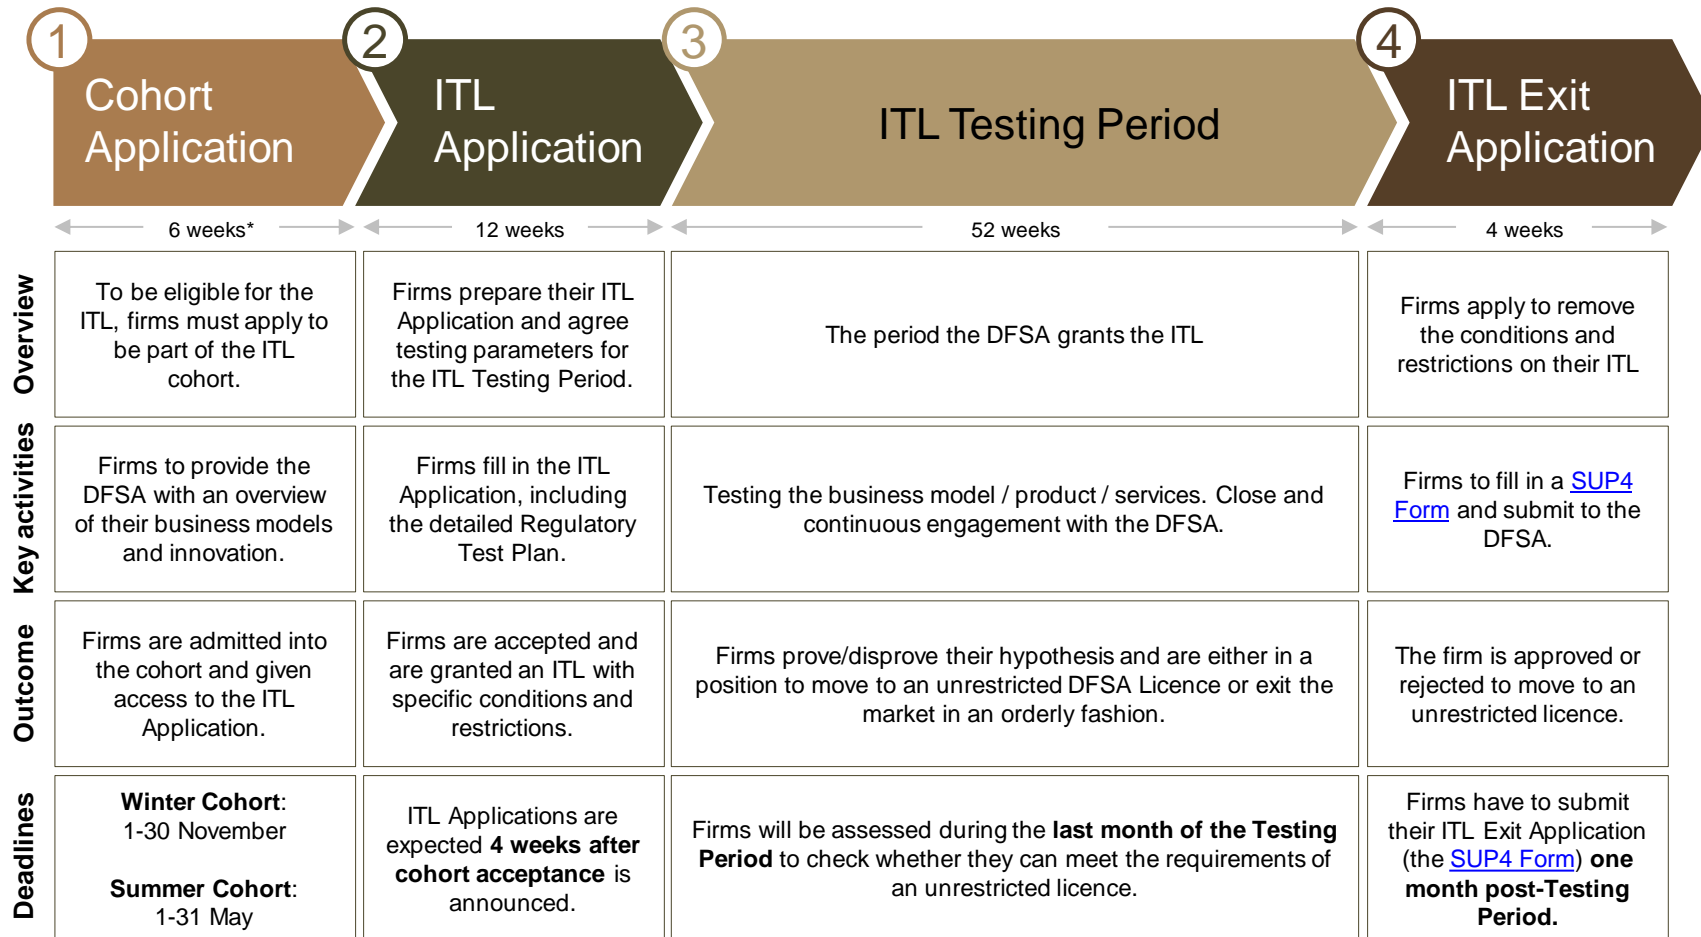 1
Cohort
Application
2
ITL
Application
3
ITL Testing Period
4
ITL Exit
Application
6 weeks*
12 weeks
52 weeks
4 weeks
Overview
To be eligible for the
ITL, firms must apply to
be part of the ITL
cohort.
Firms prepare their ITL
Application and agree
testing parameters for
the ITL Testing Period.
The period the DFSA grants the ITL
Firms apply to remove
the conditions and
restrictions on their ITL
Key activities
Firms to provide the
DFSA with an overview
of their business models
and innovation.
Firms fill in the ITL
Application, including
the detailed Regulatory
Test Plan.
Testing the business model / product / services. Close and
continuous engagement with the DFSA.
Firms to fill in a SUP4
Form and submit to the
DFSA.
Outcome
Firms are admitted into
the cohort and given
access to the ITL
Application.
Firms are accepted and
are granted an ITL with
specific conditions and
restrictions.
Firms prove/disprove their hypothesis and are either in a
position to move to an unrestricted DFSA Licence or exit the
market in an orderly fashion.
The firm is approved or
rejected to move to an
unrestricted licence.
Deadlines
Winter Cohort:
1-30 November
Summer Cohort:
1-31 May
ITL Applications are
expected 4 weeks after
cohort acceptance is
announced.
Firms will be assessed during the last month of the Testing
Period to check whether they can meet the requirements of
an unrestricted licence.
Firms have to submit
their ITL Exit Application
(the SUP4 Form) one
month post-Testing
Period.